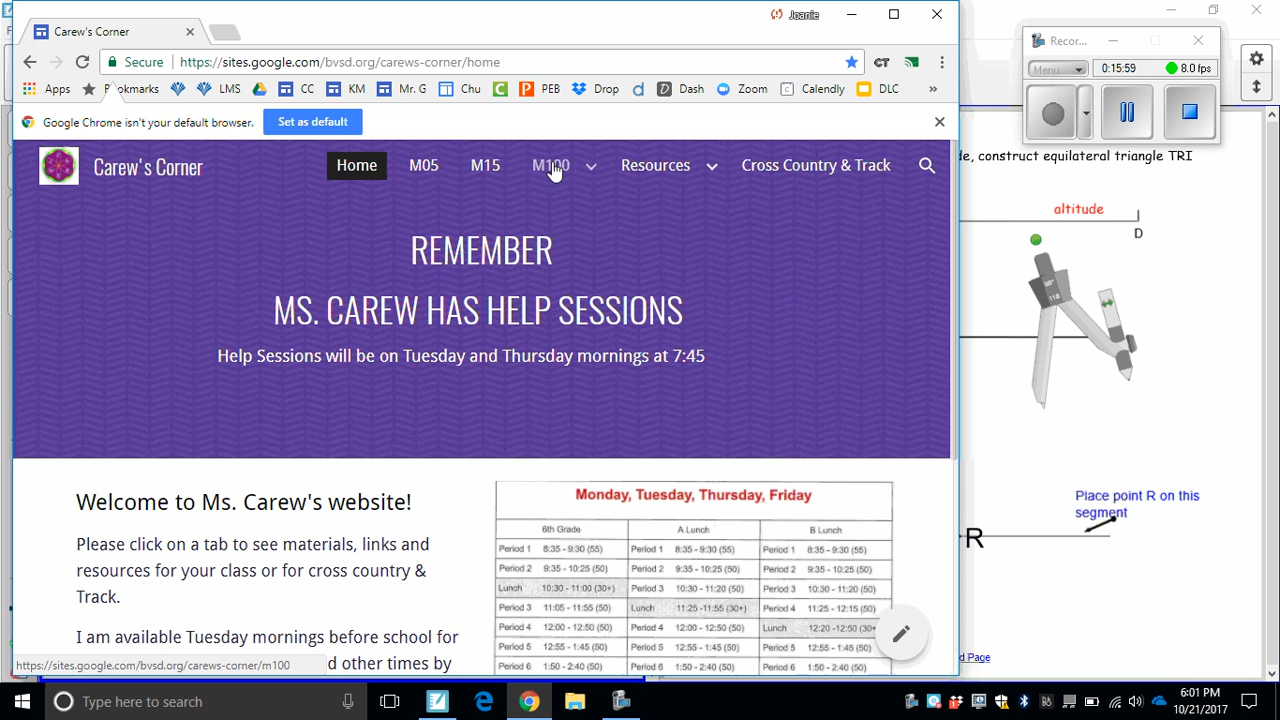 Carew's Corner
Joanie
Secure
https://sites.google.com/bvsd.org/carews-corner/home
Apps
Bookmarks
LMS
CC
KM
Mr. G
Chu
PEB
Drop
Dash
Zoom
Calendly
DLC
Google Chrome isn't your default browser.
Set as default
Carew's Corner
Home
M05
M15
M100
Resources
Cross Country & Track
REMEMBER
MS. CAREW HAS HELP SESSIONS
Help Sessions will be on Tuesday and Thursday mornings at 7:45
Welcome to Ms. Carew's website!
Please click on a tab to see materials, links and
resources for your class or for cross country &
Track.
I am available Tuesday mornings before school for
d other times by
Monday, Tuesday, Thursday, Friday
6th Grade A Lunch B Lunch
Period 1 8:35 - 9:30 (55) Period 1 8:35 - 9:30 (55) Period 1 8:35 - 9:30 (55)
Period 2 9:35 - 10:25 (50) Period 2 9:35 - 10:25 (50) Period 2 9:35 - 10:25 (50)
Lunch 10:30 - 11:00 (30+) Period 3 10:30 - 11:20 (50) Period 3 10:30 - 11:20 (50)
Period 3 11:05 - 11:55 (50) Lunch 11:25 -11:55 (30+) Period 4 11:25 - 12:15 (50)
Period 4 12:00 - 12:50 (50) Period 4 12:00 - 12:50 (50) Lunch 12:20 -12:50 (30+
Period 5 12:55 - 1:45 (50) Period 5 12:55 - 1:45 (50) Period 5 12:55 - 1:45 (50)
Period 6 1:50 - 2:40 (50) Period 6 1:50 - 2:40 (50) Period 6 1:50 - 2:40 (50)
https://sites.google.com/bvsd.org/carews-corner/m100
Recor...
Menu
0:15:59
8.0 fps
de, construct equilateral triangle TRI
altitude
D
Place point R on this
segment
R
d Page
Type here to search
6:01 PM
10/21/2017